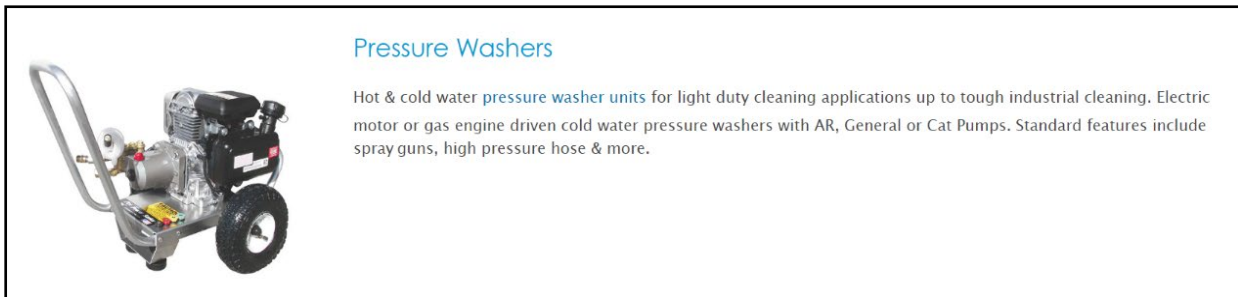 Pressure Washers
Hot & cold water pressure washer units for light duty cleaning applications up to tough industrial cleaning. Electric
motor or gas engine driven cold water pressure washers with AR, General or Cat Pumps. Standard features include
spray guns, high pressure hose & more.